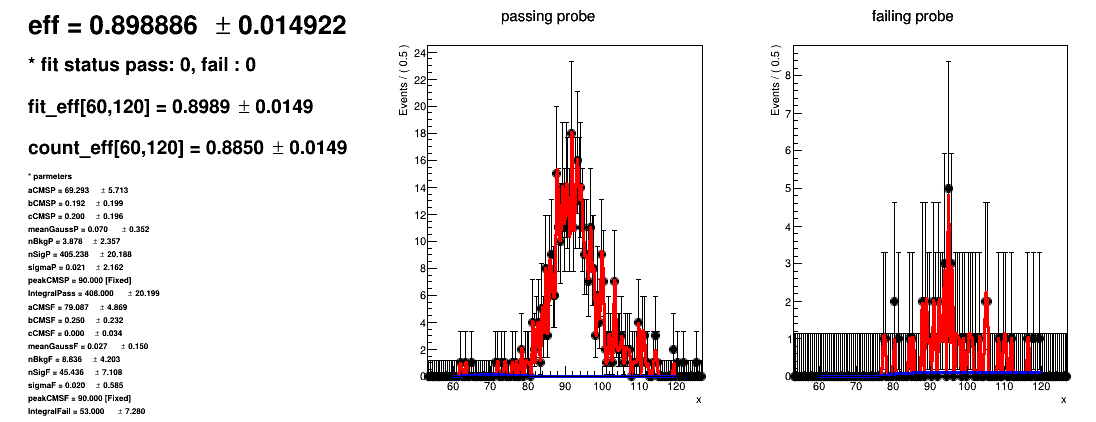 eff = 0.898886 ± 0.014922
* fit status pass: 0, fail : 0
fit_eff[60,120] = 0.8989 ± 0.0149
count_eff[60,120] = 0.8850 ± 0.0149
* parmeters
aCMSP = 69.293 ± 5.713
bCMSP = 0.192 ± 0.199
cCMSP = 0.200 ± 0.196
meanGaussP = 0.070 ± 0.352
nBkgP = 3.878 ± 2.357
nSigP = 405.238 ± 20.188
sigmaP = 0.021 ± 2.162
peakCMSP = 90.000 [Fixed]
IntegralPass = 408.000 ± 20.199
aCMSF = 79.087 ± 4.869
bCMSF = 0.250 ± 0.232
cCMSF = 0.000 ± 0.034
meanGaussF = 0.027 ± 0.150
nBkgF = 8.836 ± 4.203
nSigF = 45.436 ± 7.108
sigmaF = 0.020 ± 0.585
peakCMSF = 90.000 [Fixed]
IntegralFail = 53.000 ± 7.280
passing probe
Events / ( 0.5 )
24
22
20
18
16
14
12
10
8
6
4
2
0
60 70 80 90 100 110 120
x
failing probe
Events / ( 0.5 )
8
7
6
5
4
3
2
1
0
60 70 80 90 100 110 120
x